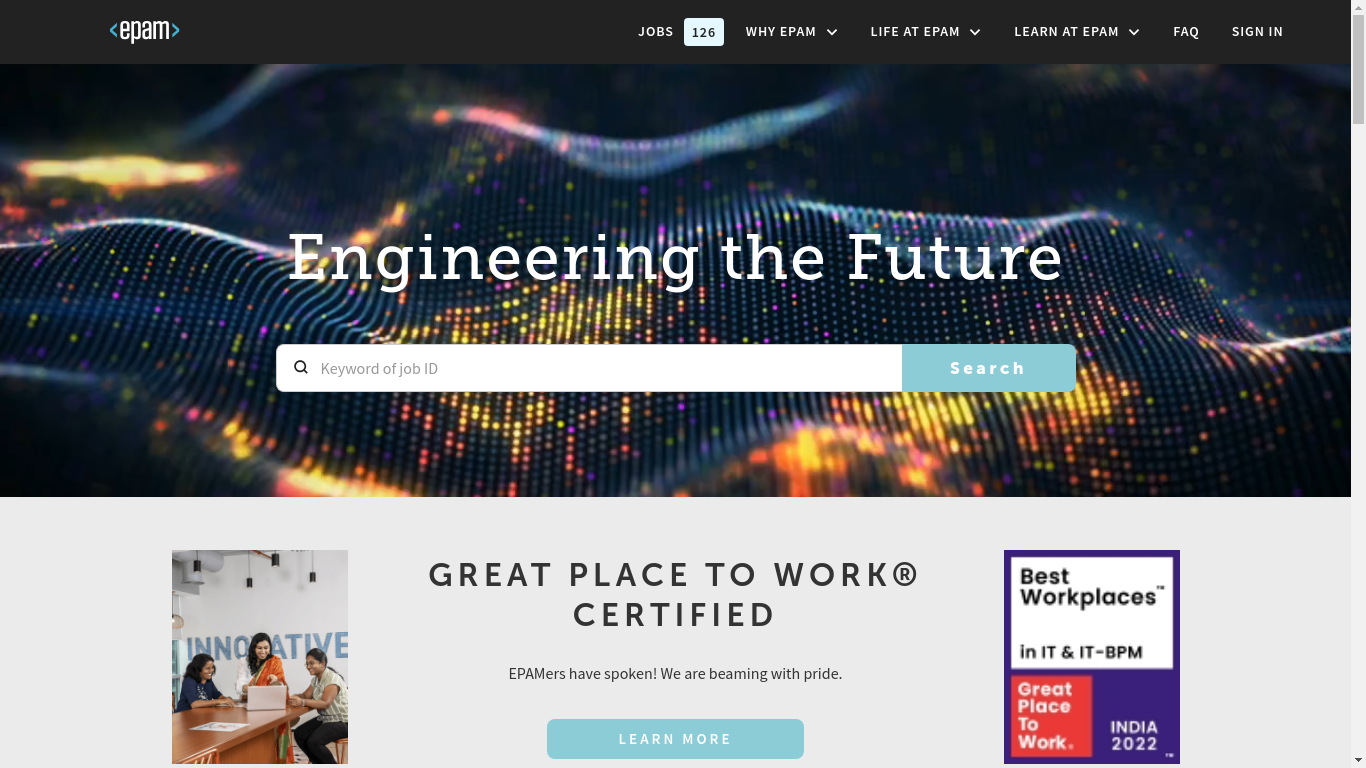 <epam>
JOBS 126 WHY EPAM LIFE AT EPAM LEARN AT EPAM FAQ SIGN IN
Engineering the Future
Keyword of job ID Search
GREAT PLACE TO WORK®
CERTIFIED
EPAMers have spoken! We are beaming with pride.
LEARN MORE
INNOVATIVE
Best
Workplaces™
in IT & IT-BPM
Great
Place
To
Work®
INDIA
2022
™